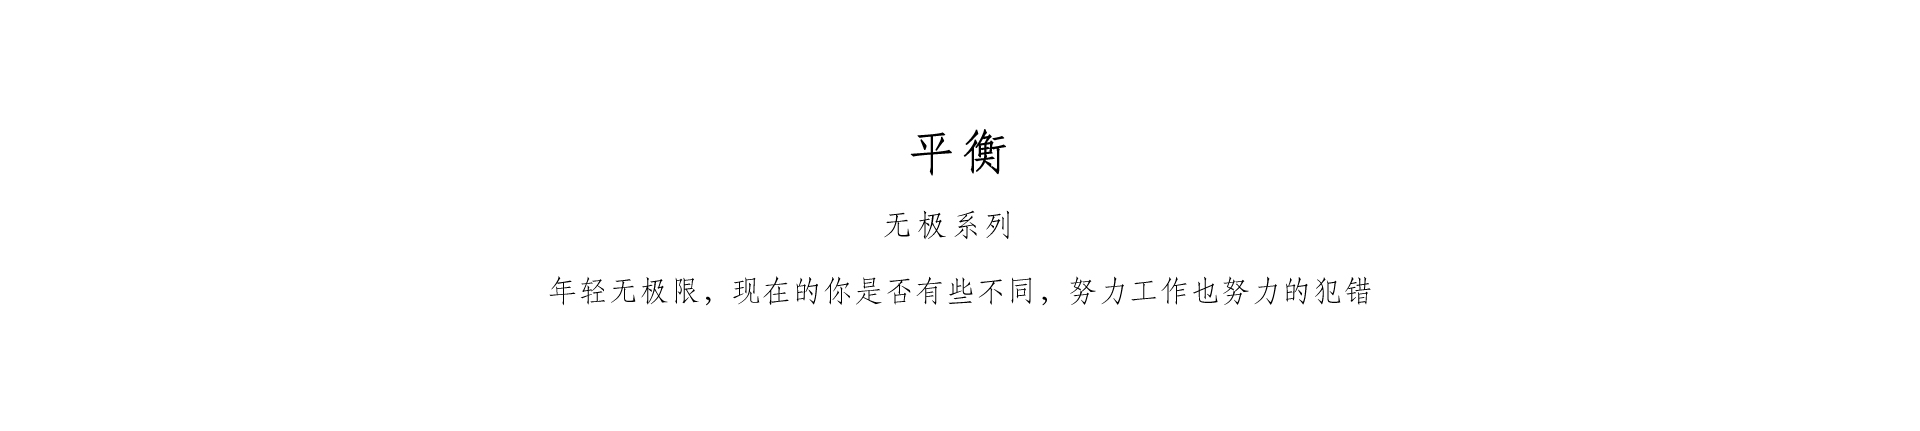 平衡
无极系列
年轻无极限，现在的你是否有些不同，努力工作也努力的犯错